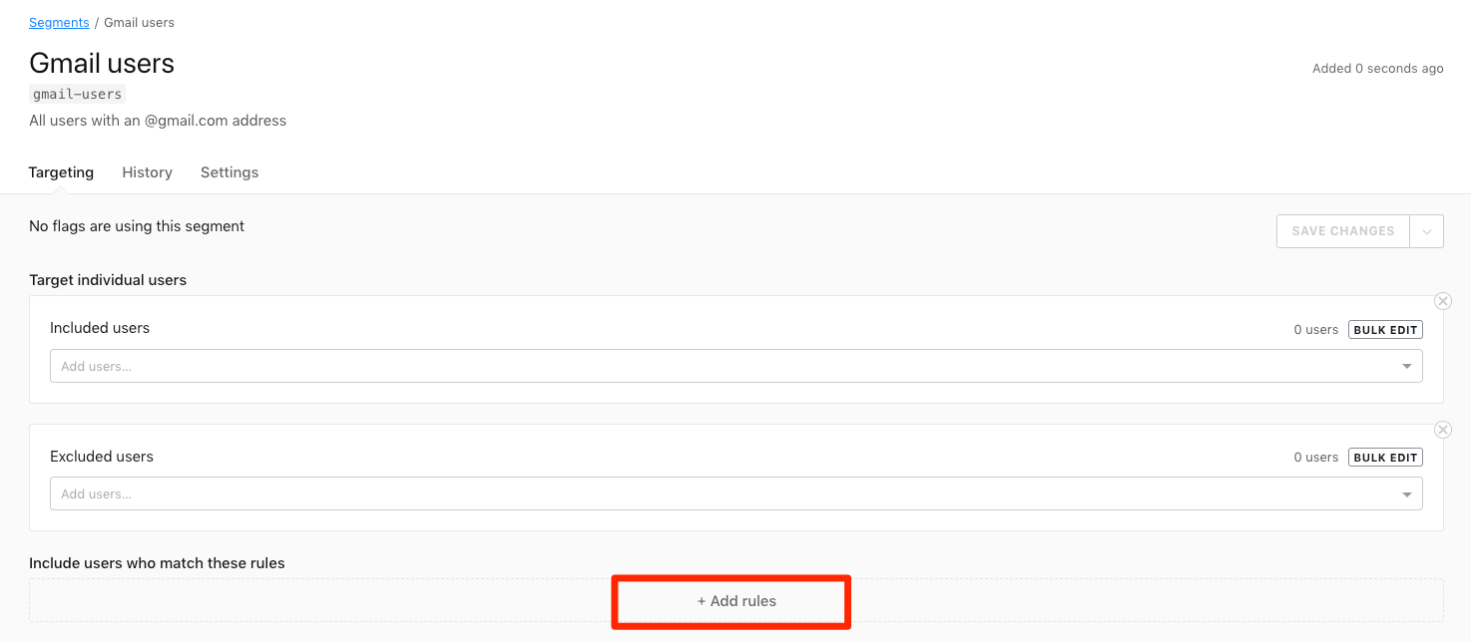 Segments / Gmail users
Gmail users
Added 0 seconds ago
gmail-users
All users with an @gmail.com address
Targeting History Settings
No flags are using this segment
SAVE CHANGES
Target individual users
Included users
0 users BULK EDIT
Add users...
Excluded users
0 users BULK EDIT
Add users...
Include users who match these rules
+ Add rules